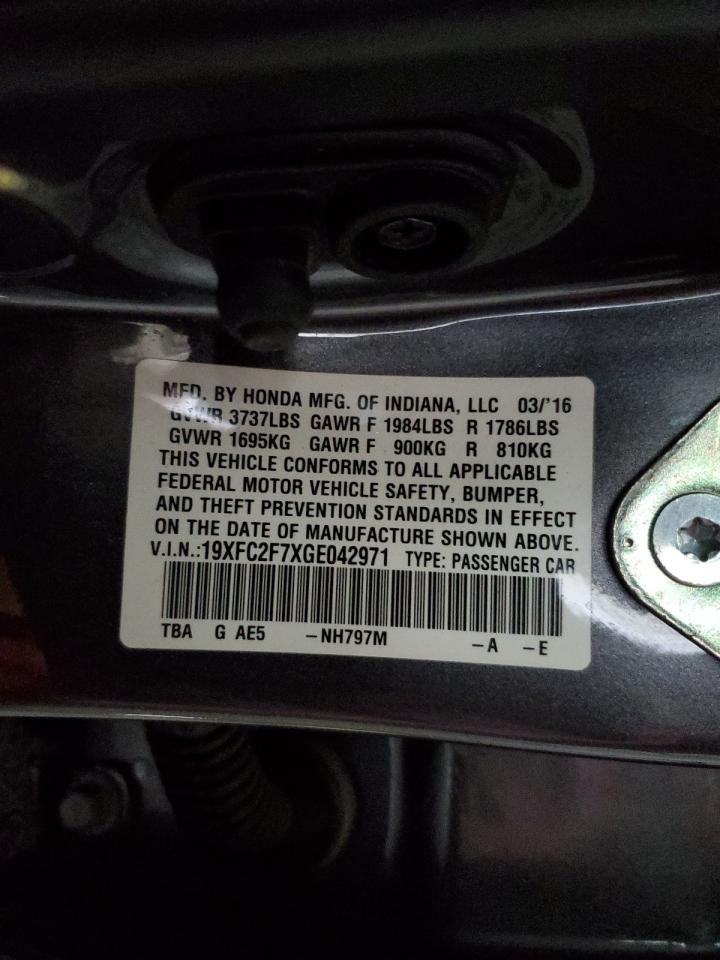 MFD. BY HONDA MFG. OF INDIANA, LLC 03/'16
GVWR 3737LBS GAWR F 1984LBS R 1786LBS
GVWR 1695KG GAWR F 900KG R 810KG
THIS VEHICLE CONFORMS TO ALL APPLICABLE
FEDERAL MOTOR VEHICLE SAFETY, BUMPER,
AND THEFT PREVENTION STANDARDS IN EFFECT
ON THE DATE OF MANUFACTURE SHOWN ABOVE.
V.I.N.:19XFC2F7XGE042971 TYPE: PASSENGER CAR
TBA G AE5 -NH797M -A -E